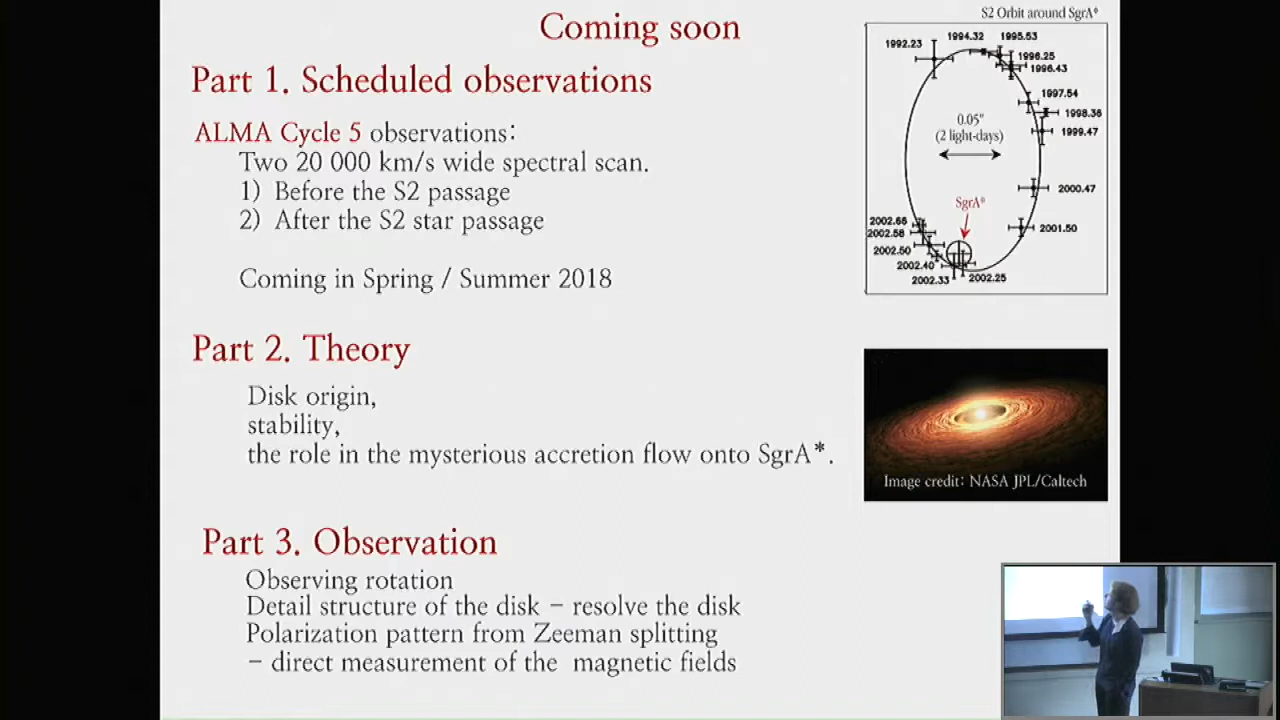 Coming soon
Part 1. Scheduled observations
ALMA Cycle 5 observations:
Two 20 000 km/s wide spectral scan.
1) Before the S2 passage
2) After the S2 star passage
Coming in Spring / Summer 2018
S2 Orbit around SgrA*
1992.23
1994.32
1995.53
1996.25
1996.43
1997.54
1998.36
1999.47
0.05"
(2 light-days)
2000.47
SgrA*
2001.50
2002.66
2002.58
2002.50
2002.40
2002.33
2002.25
Part 2. Theory
Disk origin,
stability,
the role in the mysterious accretion flow onto SgrA*.
Image credit: NASA JPL/Caltech
Part 3. Observation
Observing rotation
Detail structure of the disk – resolve the disk
Polarization pattern from Zeeman splitting
– direct measurement of the magnetic fields